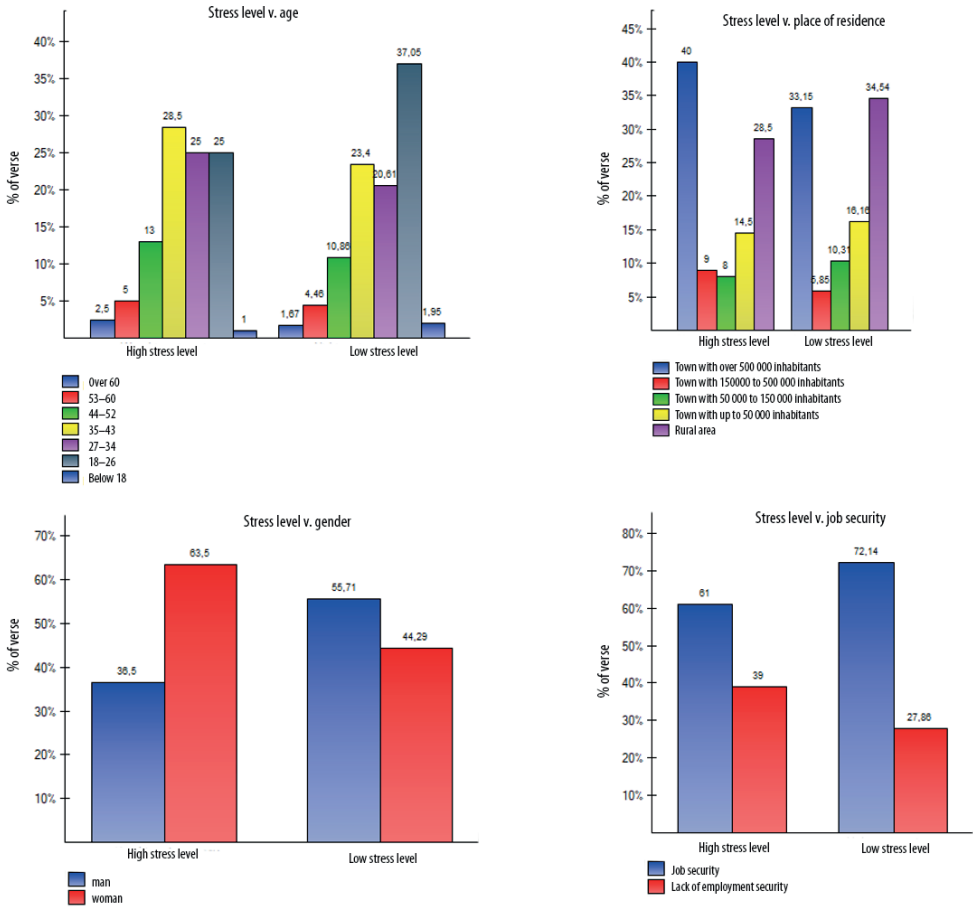 Stress level v. age
% of verse
40%
35%
30%
25%
20%
15%
10%
5%
2,5
5
13
28,5
25
25
1
1,67
4,46
10,86
23,4
20,61
37,05
1,95
High stress level
Low stress level
Over 60
53–60
44–52
35–43
27–34
18–26
Below 18
Stress level v. place of residence
% of verse
45%
40%
35%
30%
25%
20%
15%
10%
5%
40
9
8
14,5
28,5
33,15
5,85
10,31
16,16
34,54
High stress level
Low stress level
Town with over 500 000 inhabitants
Town with 150000 to 500 000 inhabitants
Town with 50 000 to 150 000 inhabitants
Town with up to 50 000 inhabitants
Rural area
Stress level v. gender
% of verse
70%
60%
50%
40%
30%
20%
10%
36,5
63,5
55,71
44,29
High stress level
Low stress level
man
woman
Stress level v. job security
% of verse
80%
70%
60%
50%
40%
30%
20%
10%
61
39
72,14
27,86
High stress level
Low stress level
Job security
Lack of employment security